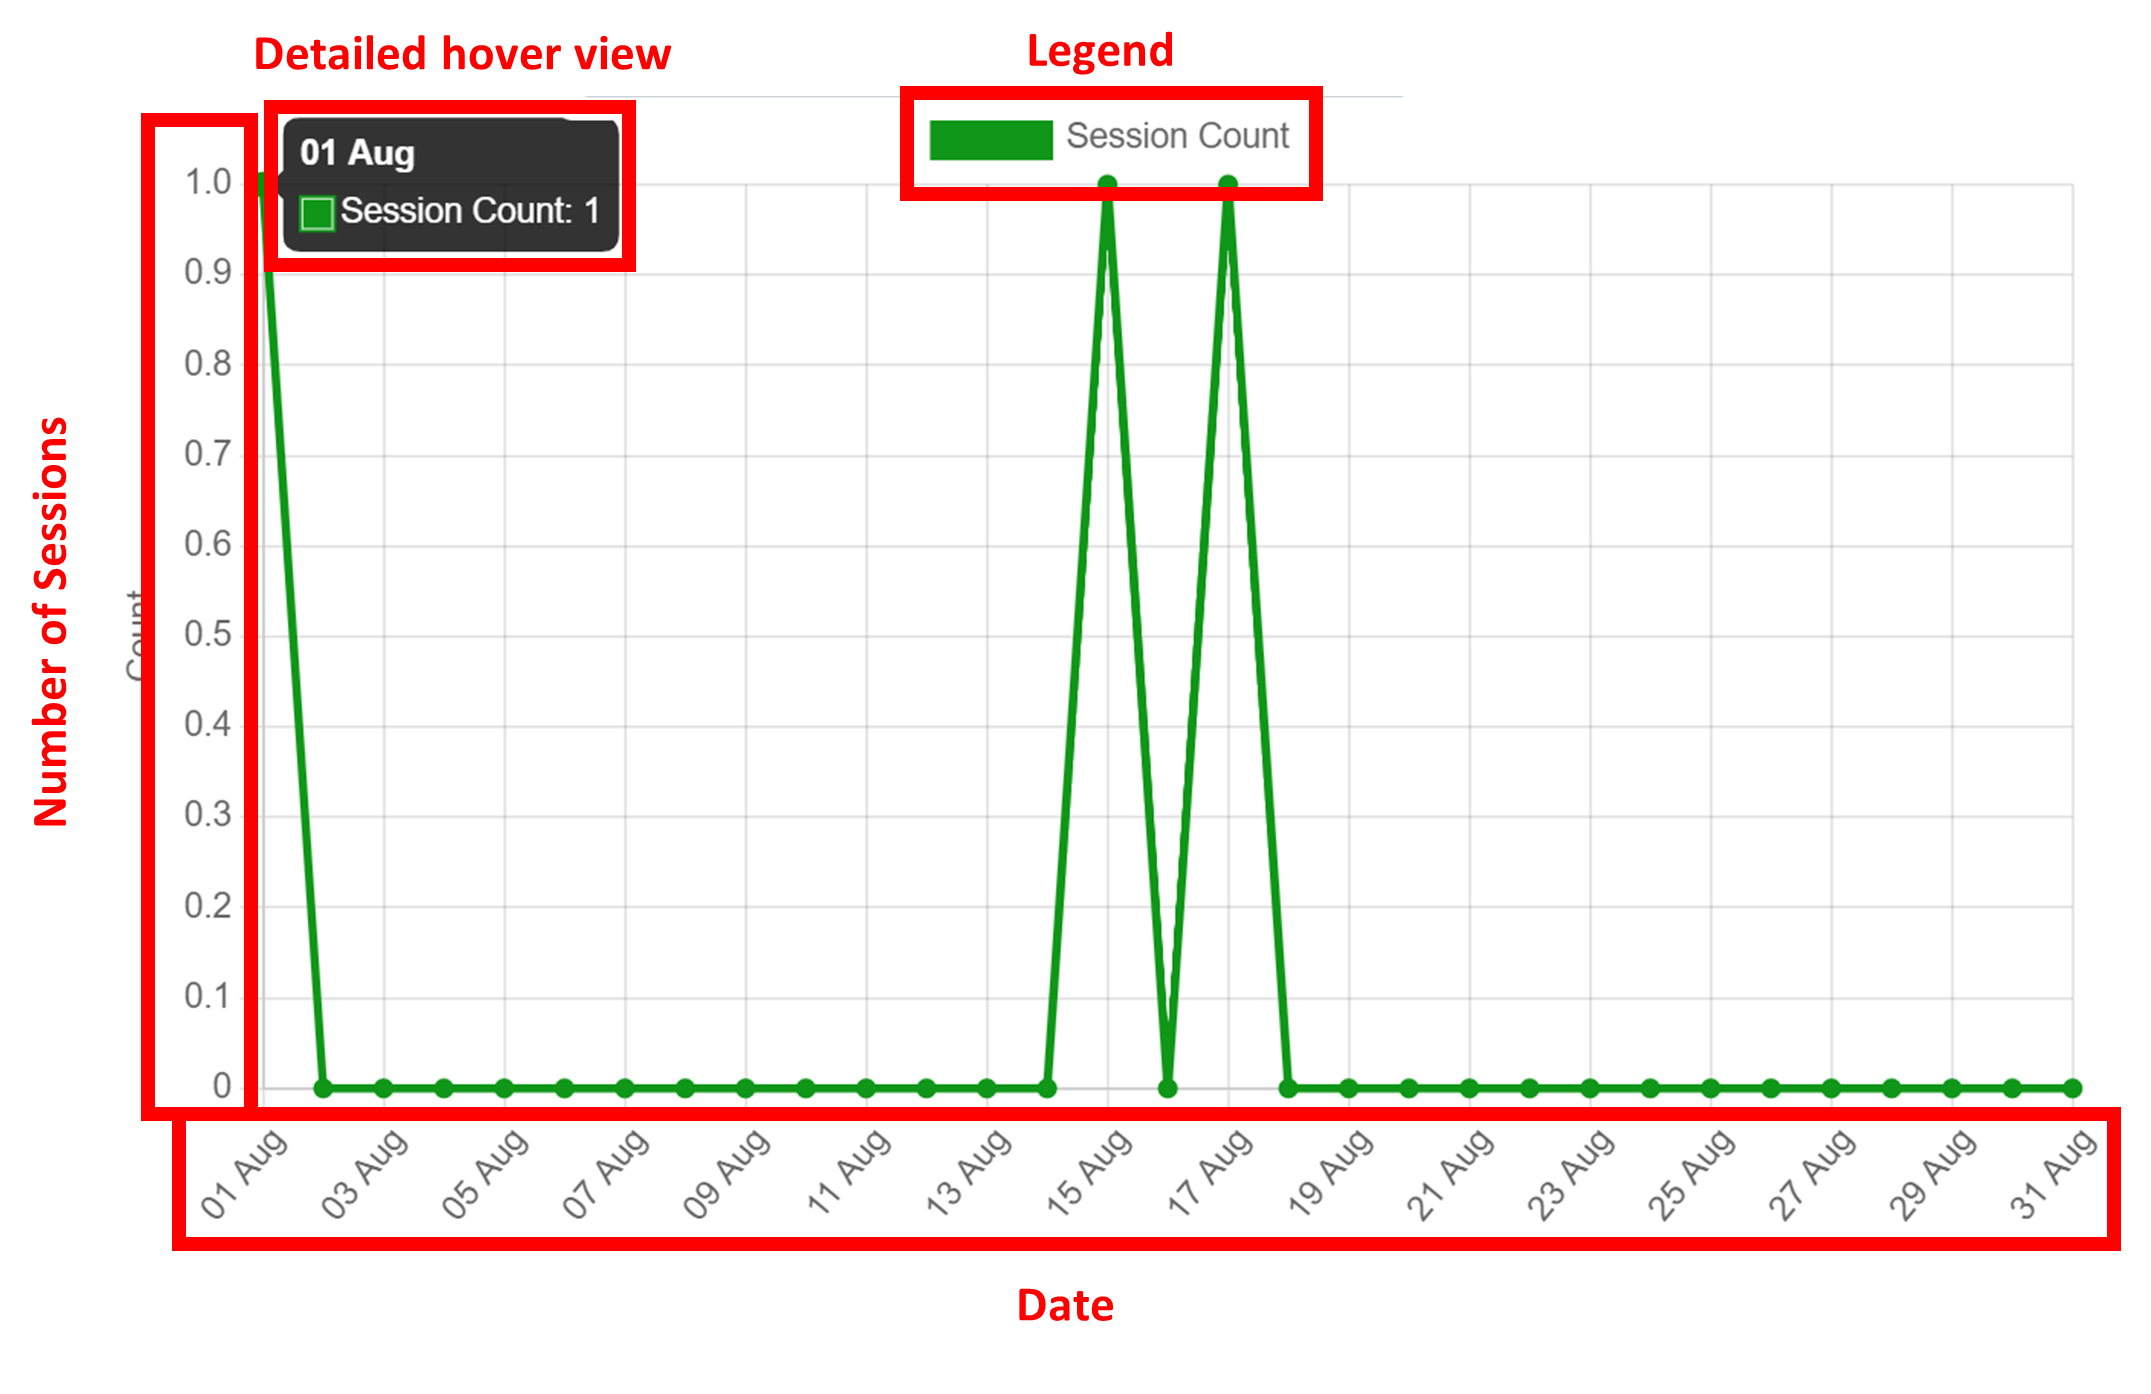 Detailed hover view
Legend
01 Aug
Session Count: 1
Session Count
Number of Sessions
Count
1.0
0.9
0.8
0.7
0.6
0.5
0.4
0.3
0.2
0.1
0
01 Aug
03 Aug
05 Aug
07 Aug
09 Aug
11 Aug
13 Aug
15 Aug
17 Aug
19 Aug
21 Aug
23 Aug
25 Aug
27 Aug
29 Aug
31 Aug
Date